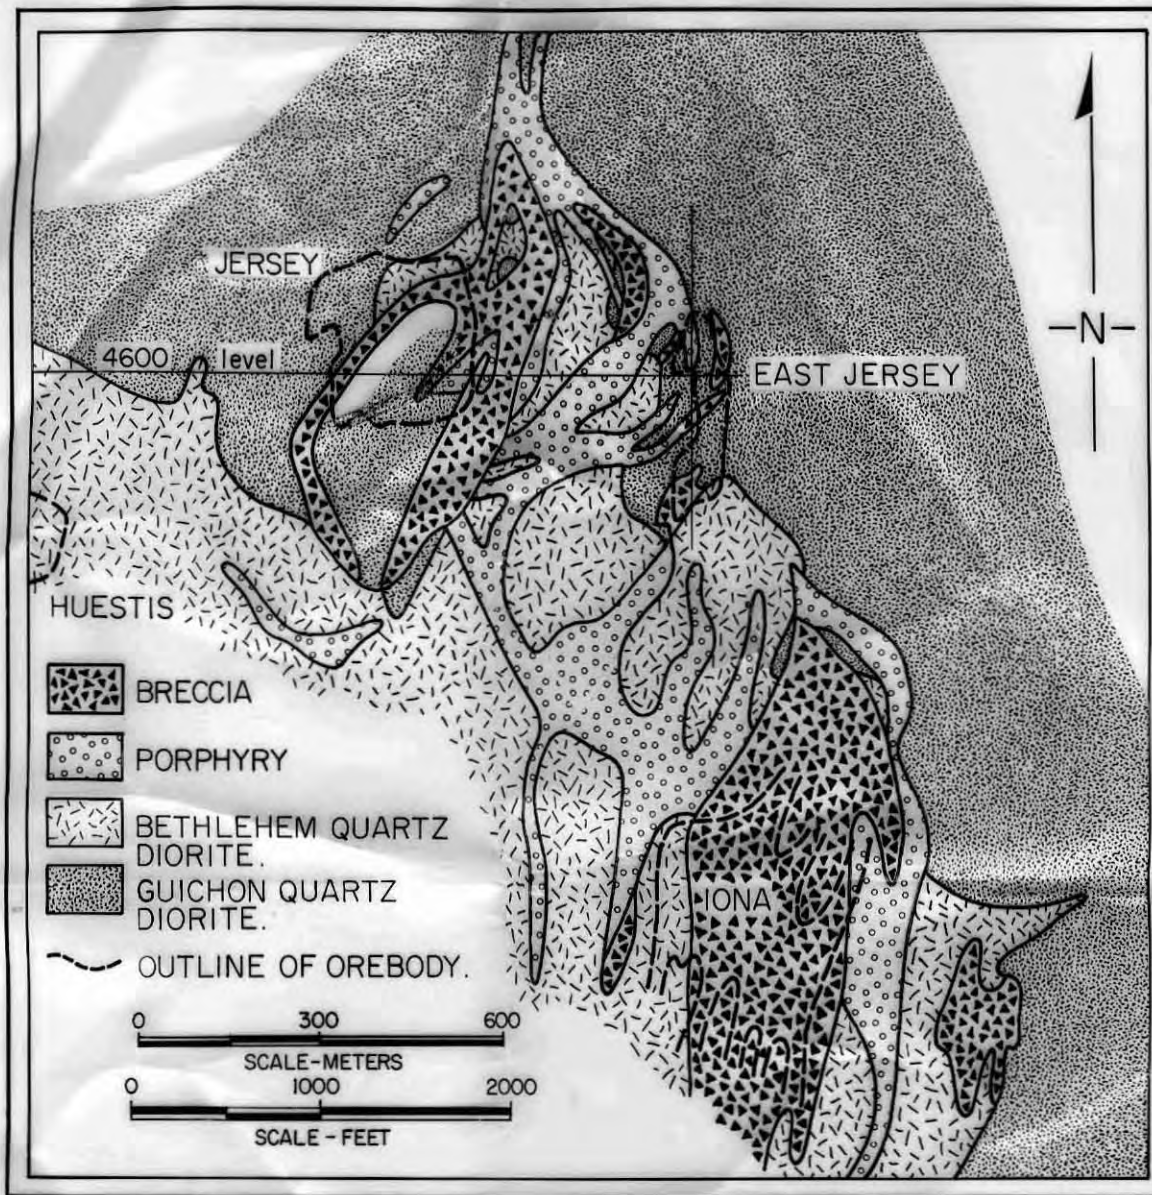 JERSEY
4600 level
EAST JERSEY
-N-
HUESTIS
BRECCIA
PORPHYRY
BETHLEHEM QUARTZ
DIORITE.
GUICHON QUARTZ
DIORITE.
OUTLINE OF OREBODY.
IONA
0 300 600
SCALE-METERS
0 1000 2000
SCALE - FEET